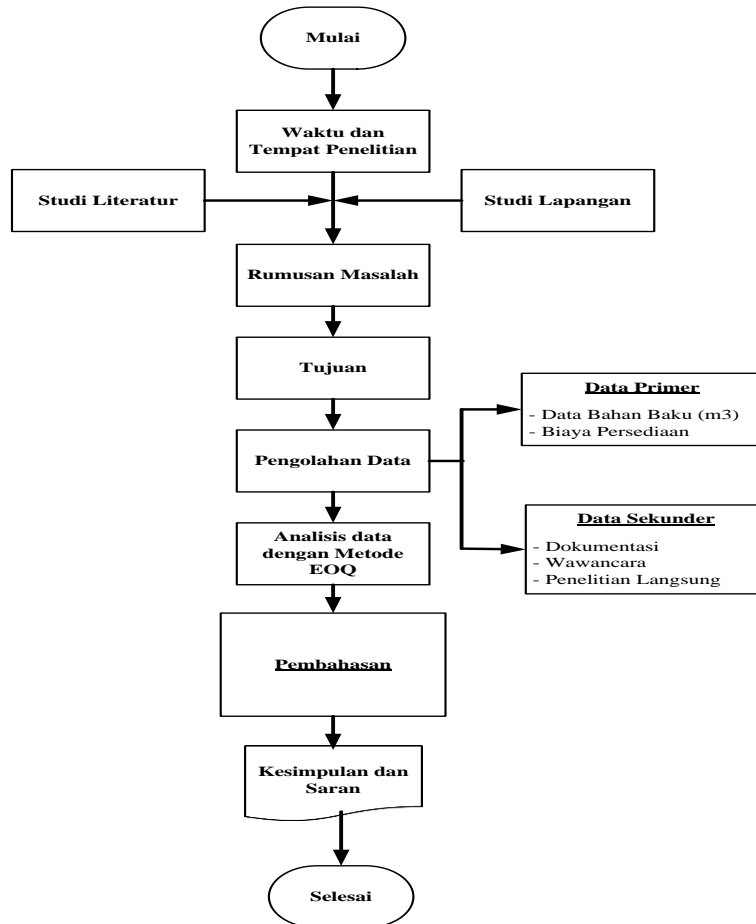 Mulai
Waktu dan
Tempat Penelitian
Studi Literatur
Studi Lapangan
Rumusan Masalah
Tujuan
Pengolahan Data
Data Primer
- Data Bahan Baku (m3)
- Biaya Persediaan
Data Sekunder
- Dokumentasi
- Wawancara
- Penelitian Langsung
Analisis data
dengan Metode
EOQ
Pembahasan
Kesimpulan dan
Saran
Selesai